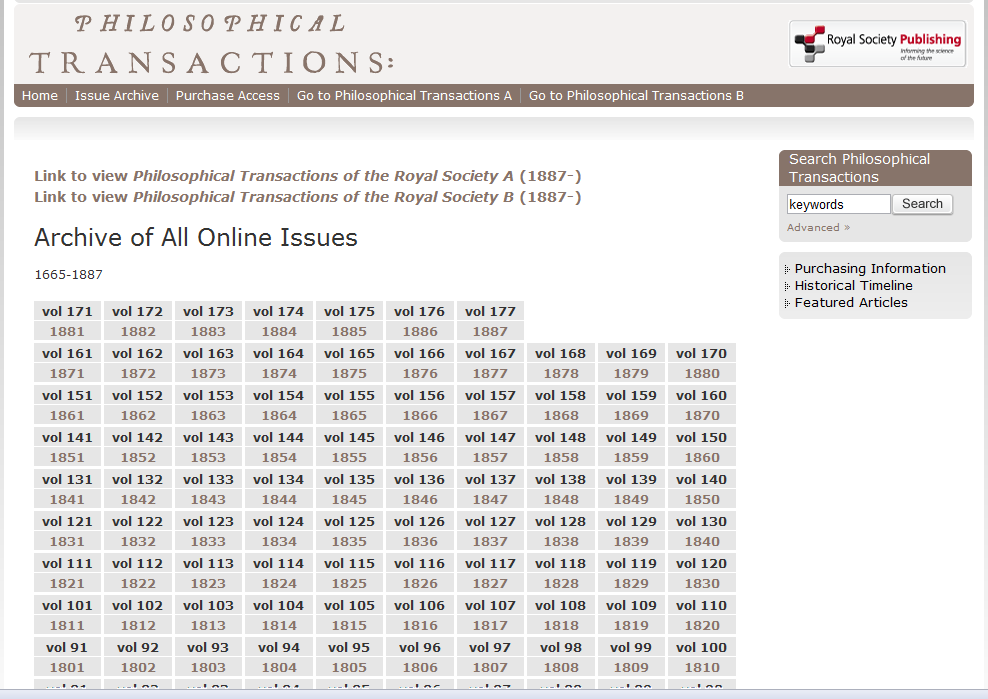 PHILOSOPHICAL
TRANSACTIONS:
Royal Society Publishing
Informing the science
of the future
Home Issue Archive Purchase Access Go to Philosophical Transactions A Go to Philosophical Transactions B
Link to view Philosophical Transactions of the Royal Society A (1887-)
Link to view Philosophical Transactions of the Royal Society B (1887-)
Archive of All Online Issues
1665-1887
vol 171 vol 172 vol 173 vol 174 vol 175 vol 176 vol 177
1881 1882 1883 1884 1885 1886 1887
vol 161 vol 162 vol 163 vol 164 vol 165 vol 166 vol 167 vol 168 vol 169 vol 170
1871 1872 1873 1874 1875 1876 1877 1878 1879 1880
vol 151 vol 152 vol 153 vol 154 vol 155 vol 156 vol 157 vol 158 vol 159 vol 160
1861 1862 1863 1864 1865 1866 1867 1868 1869 1870
vol 141 vol 142 vol 143 vol 144 vol 145 vol 146 vol 147 vol 148 vol 149 vol 150
1851 1852 1853 1854 1855 1856 1857 1858 1859 1860
vol 131 vol 132 vol 133 vol 134 vol 135 vol 136 vol 137 vol 138 vol 139 vol 140
1841 1842 1843 1844 1845 1846 1847 1848 1849 1850
vol 121 vol 122 vol 123 vol 124 vol 125 vol 126 vol 127 vol 128 vol 129 vol 130
1831 1832 1833 1834 1835 1836 1837 1838 1839 1840
vol 111 vol 112 vol 113 vol 114 vol 115 vol 116 vol 117 vol 118 vol 119 vol 120
1821 1822 1823 1824 1825 1826 1827 1828 1829 1830
vol 101 vol 102 vol 103 vol 104 vol 105 vol 106 vol 107 vol 108 vol 109 vol 110
1811 1812 1813 1814 1815 1816 1817 1818 1819 1820
vol 91 vol 92 vol 93 vol 94 vol 95 vol 96 vol 97 vol 98 vol 99 vol 100
1801 1802 1803 1804 1805 1806 1807 1808 1809 1810
Search Philosophical
Transactions
keywords Search
Advanced »
Purchasing Information
Historical Timeline
Featured Articles